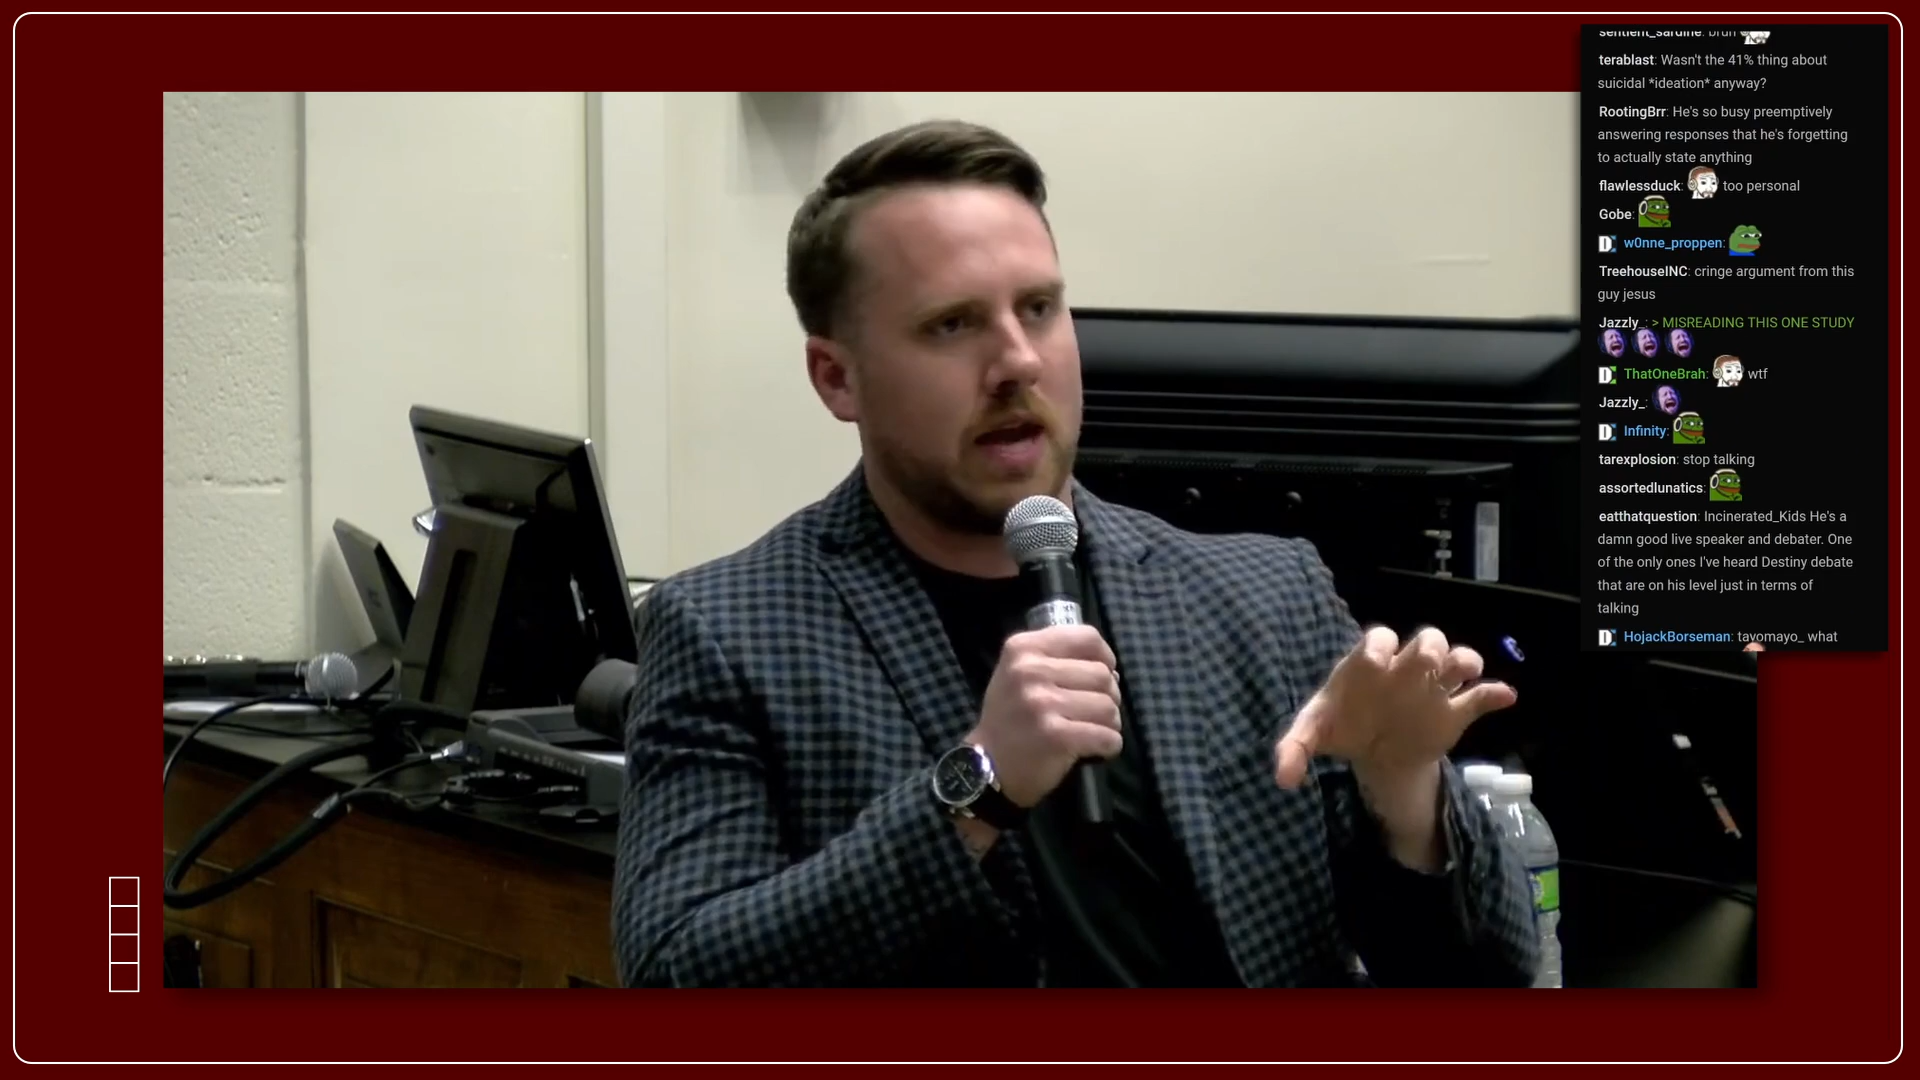 sentient_sardine: bruh
terablast: Wasn't the 41% thing about
suicidal *ideation* anyway?
RootingBrr: He's so busy preemptively
answering responses that he's forgetting
to actually state anything
flawlessduck: too personal
Gobe:
D w0nne_proppen:
TreehouseINC: cringe argument from this
guy jesus
Jazzly_: > MISREADING THIS ONE STUDY
D ThatOneBrah: wtf
Jazzly_:
D Infinity:
tarexplosion: stop talking
assortedlunatics:
eatthatquestion: Incinerated_Kids He's a
damn good live speaker and debater. One
of the only ones I've heard Destiny debate
that are on his level just in terms of
talking
D HojackBorseman: tayomayo_ what